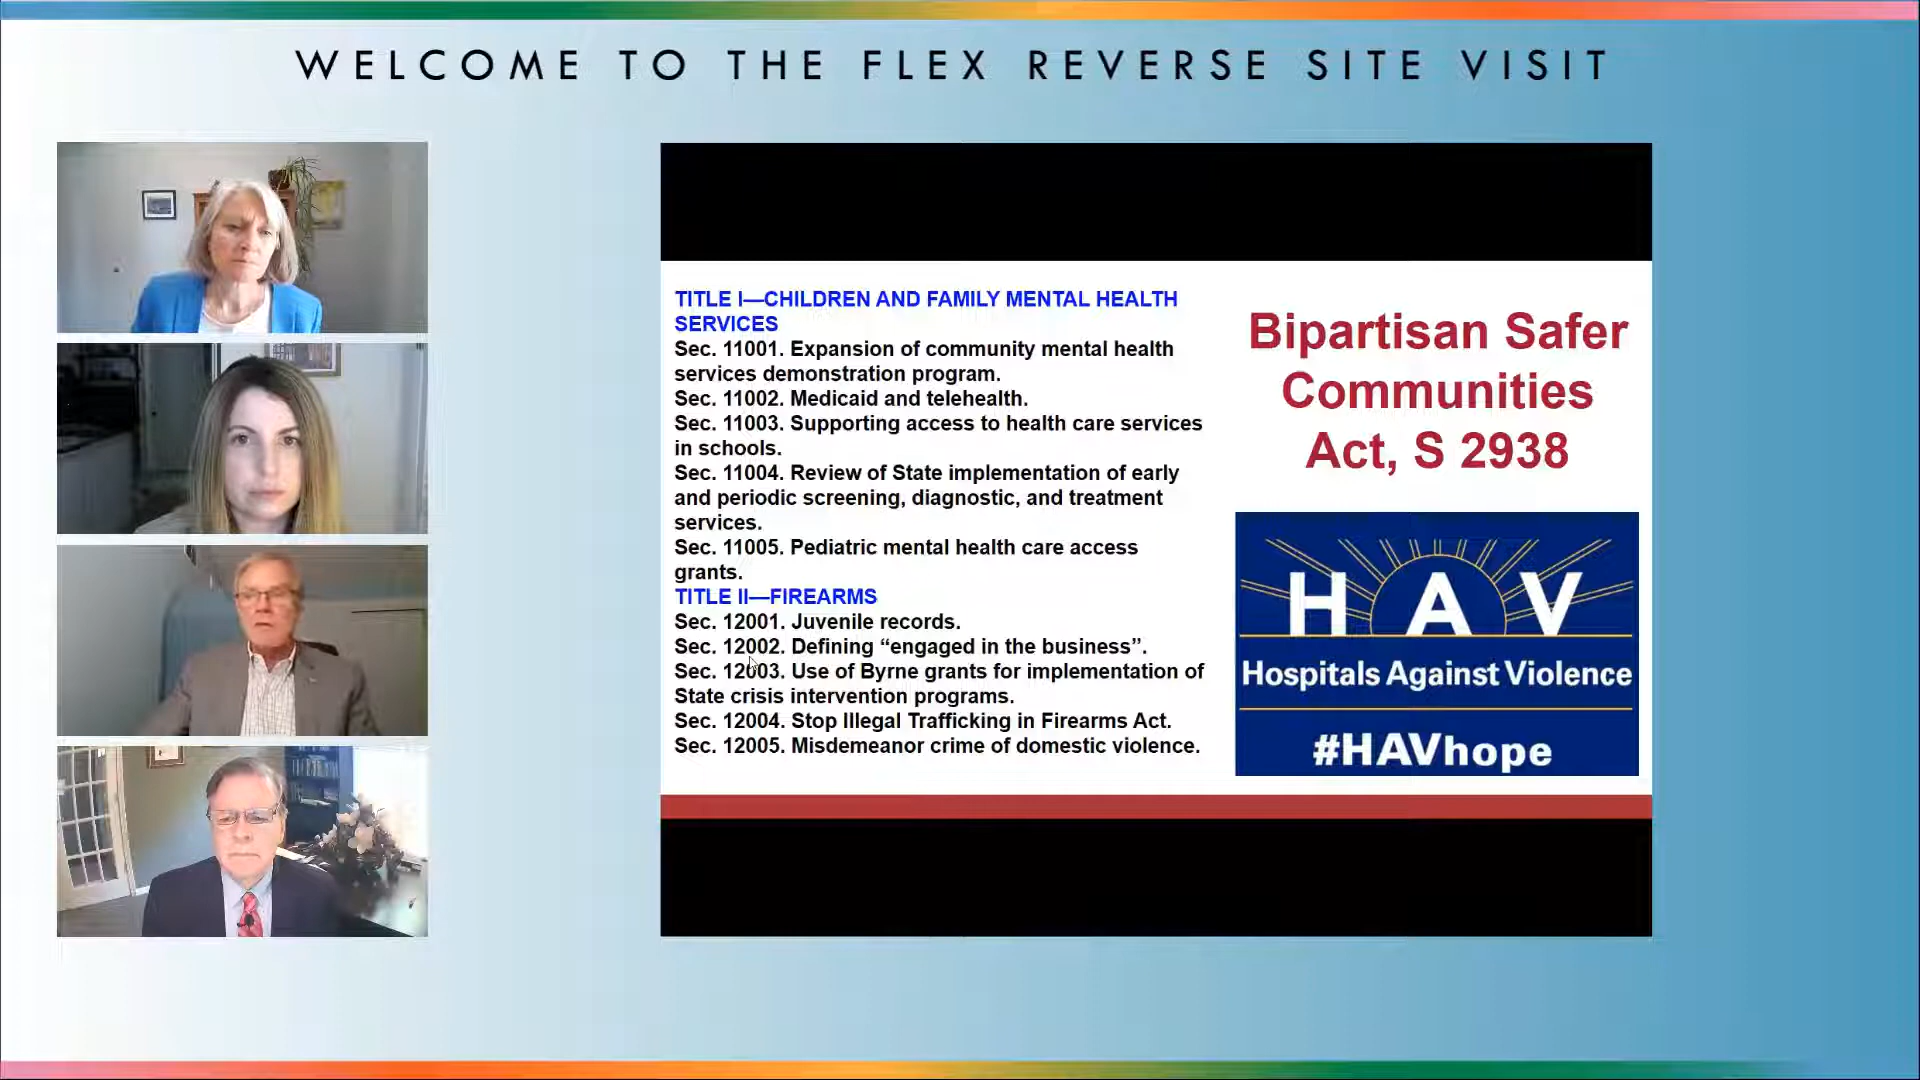 WELCOME TO THE FLEX REVERSE SITE VISIT
TITLE I—CHILDREN AND FAMILY MENTAL HEALTH
SERVICES
Sec. 11001. Expansion of community mental health
services demonstration program.
Sec. 11002. Medicaid and telehealth.
Sec. 11003. Supporting access to health care services
in schools.
Sec. 11004. Review of State implementation of early
and periodic screening, diagnostic, and treatment
services.
Sec. 11005. Pediatric mental health care access
grants.
TITLE II—FIREARMS
Sec. 12001. Juvenile records.
Sec. 12002. Defining “engaged in the business”.
Sec. 12003. Use of Byrne grants for implementation of
State crisis intervention programs.
Sec. 12004. Stop Illegal Trafficking in Firearms Act.
Sec. 12005. Misdemeanor crime of domestic violence.
Bipartisan Safer
Communities
Act, S 2938
HAV
Hospitals Against Violence
#HAVhope